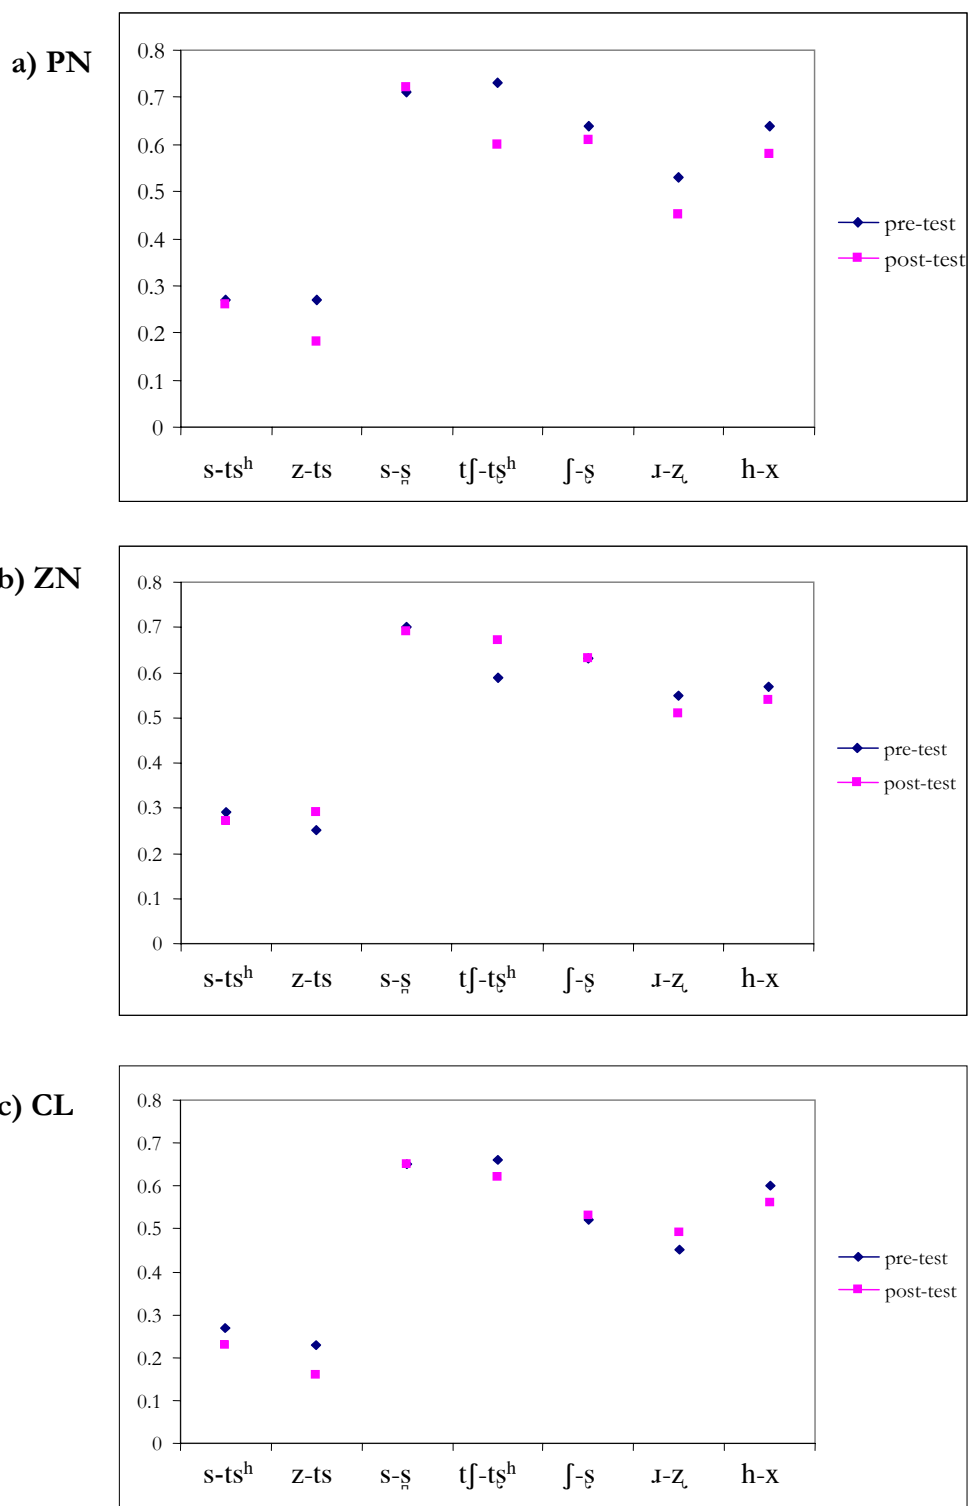 a) PN
0.8
0.7
0.6
0.5
0.4
0.3
0.2
0.1
0
s-tsʰ z-ts s-s̪ tʃ-tʂʰ ʃ-ʂ ɹ-ʐ h-x
pre-test
post-test
b) ZN
0.8
0.7
0.6
0.5
0.4
0.3
0.2
0.1
0
s-tsʰ z-ts s-s̪ tʃ-tʂʰ ʃ-ʂ ɹ-ʐ h-x
pre-test
post-test
c) CL
0.8
0.7
0.6
0.5
0.4
0.3
0.2
0.1
0
s-tsʰ z-ts s-s̪ tʃ-tʂʰ ʃ-ʂ ɹ-ʐ h-x
pre-test
post-test